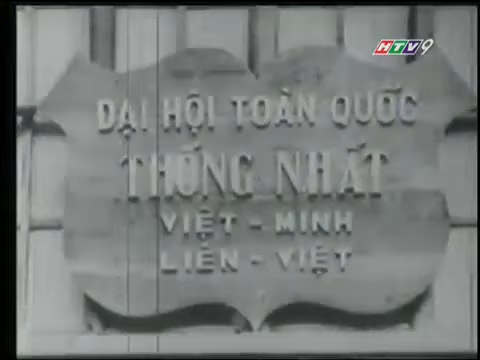 HTV9
ĐẠI HỘI TOÀN QUỐC
THỐNG NHẤT
VIỆT - MINH
LIÊN - VIỆT